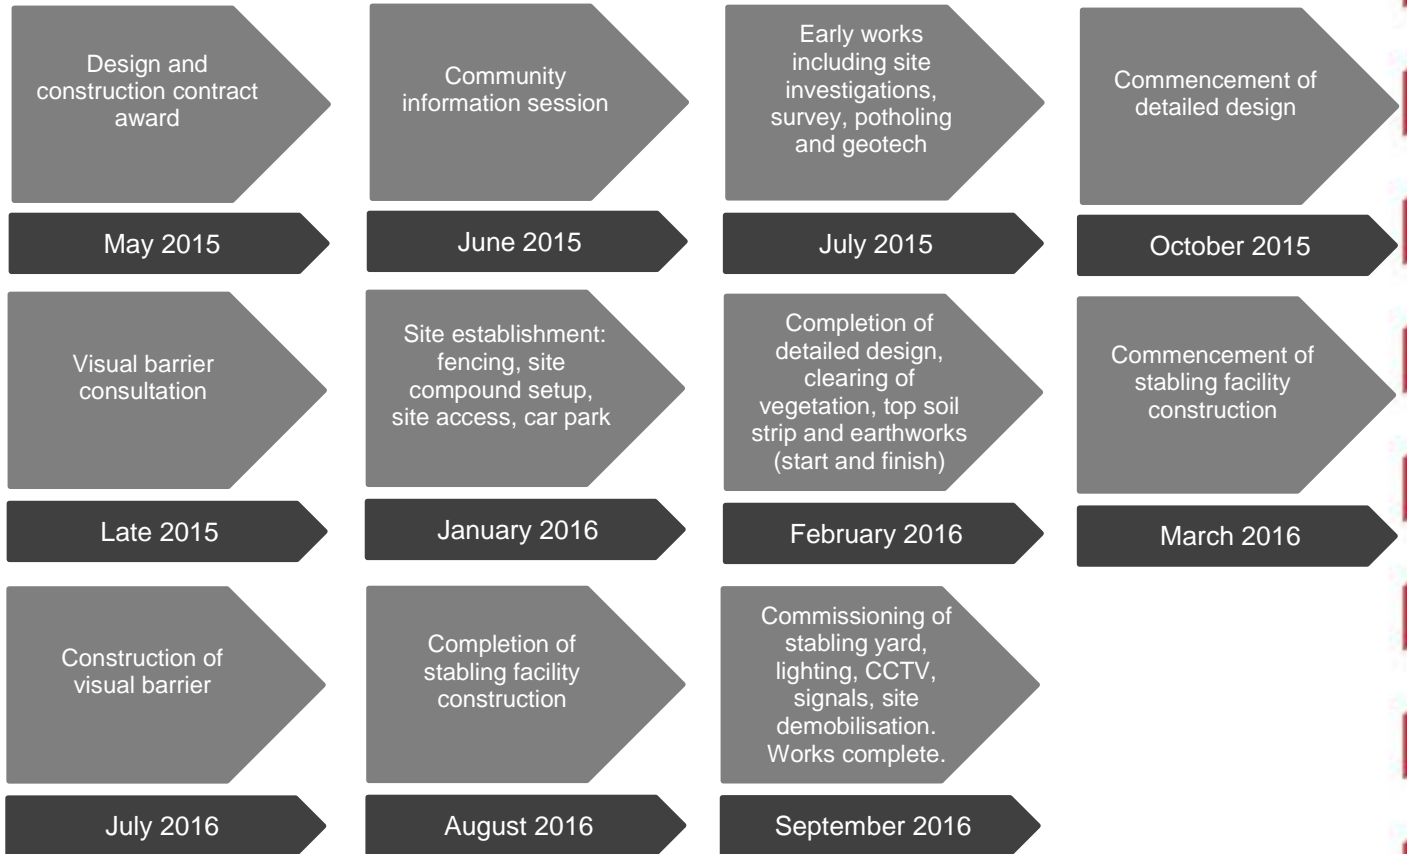 Design and
construction contract
award
May 2015
Community
information session
June 2015
Early works
including site
investigations,
survey, potholing
and geotech
July 2015
Commencement of
detailed design
October 2015
Visual barrier
consultation
Late 2015
Site establishment:
fencing, site
compound setup,
site access, car park
January 2016
Completion of
detailed design,
clearing of
vegetation, top soil
strip and earthworks
(start and finish)
February 2016
Commencement of
stabling facility
construction
March 2016
Construction of
visual barrier
July 2016
Completion of
stabling facility
construction
August 2016
Commissioning of
stabling yard,
lighting, CCTV,
signals, site
demobilisation.
Works complete.
September 2016